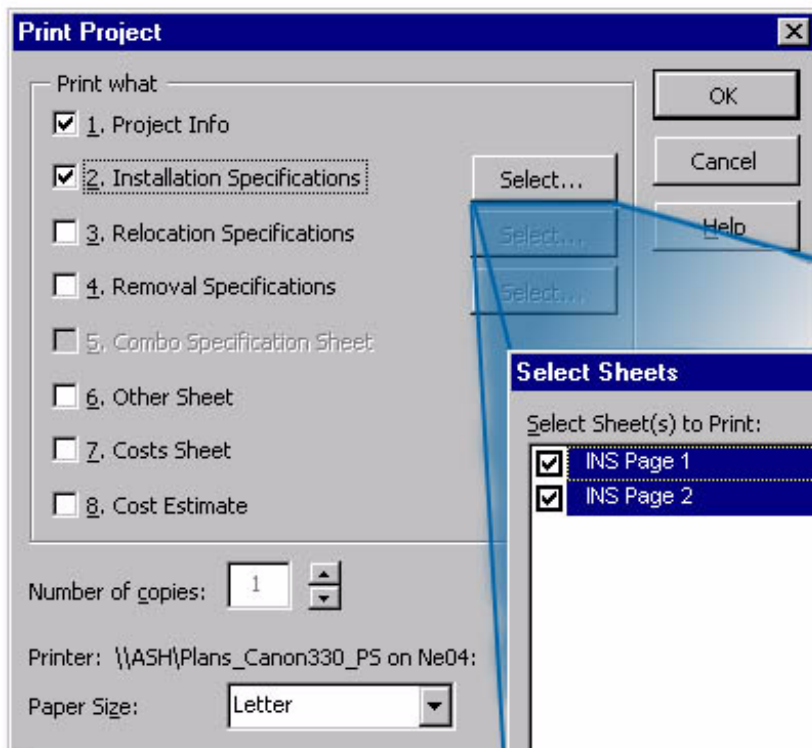 Print Project
Print what
1. Project Info
2. Installation Specifications
Select...
3. Relocation Specifications
Select...
4. Removal Specifications
Select...
5. Combo Specification Sheet
6. Other Sheet
7. Costs Sheet
8. Cost Estimate
OK
Cancel
Help
Number of copies: 1
Printer: \\ASH\Plans_Canon330_PS on Ne04:
Paper Size: Letter
Select Sheets
Select Sheet(s) to Print:
INS Page 1
INS Page 2